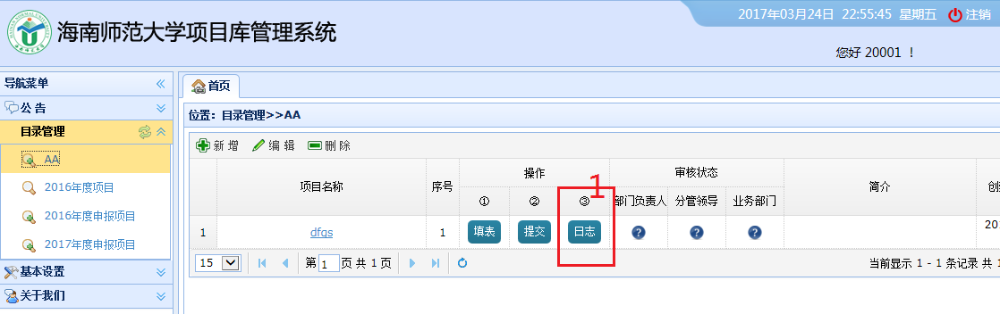 2017年03月24日 22:55:45 星期五 注销
海南师范大学项目库管理系统
您好 20001 ！
导航菜单
公告
目录管理
AA
2016年度项目
2016年度申报项目
2017年度申报项目
基本设置
关于我们
首页
位置：目录管理>>AA
新增 编辑 删除
项目名称 序号 操作 审核状态 简介
① ② ③ 部门负责人 分管领导 业务部门
1
1 dfgs 1 填表 提交 日志 ? ? ? 20
15 第 1 页 共 1 页 当前显示 1 - 1 条记录 共